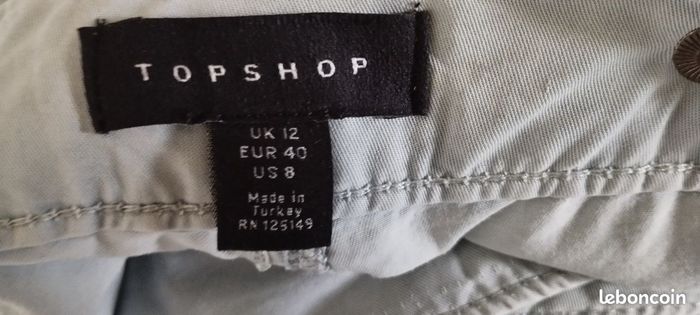 TOPSHOP
UK 12
EUR 40
US 8
Made in
Turkey
RN 125149
leboncoin